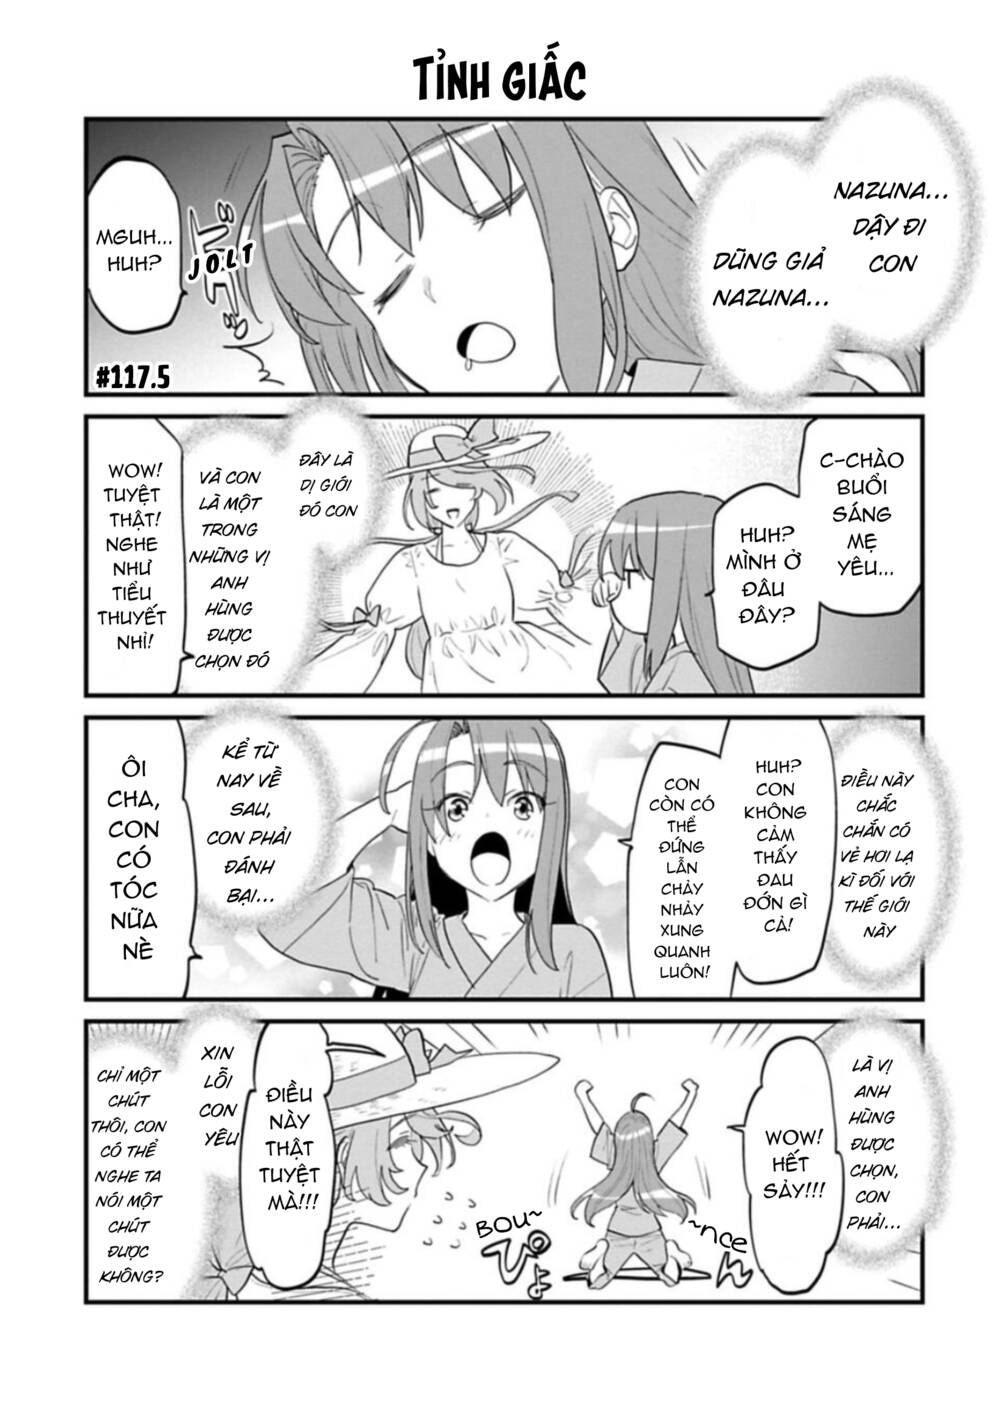 TỈNH GIẤC
NAZUNA...
DẬY ĐI
CON
DŨNG GIẢ
NAZUNA...
MGUH...
HUH?
JOLT
#117.5
C-CHÀO
BUỔI
SÁNG
MẸ
YÊU...
HUH?
MÌNH Ở
ĐÂU
ĐÂY?
ĐÂY LÀ
DỊ GIỚI
ĐÓ CON
VÀ CON
LÀ MỘT
TRONG
NHỮNG VỊ
ANH
HÙNG
ĐƯỢC
CHỌN ĐÓ
WOW!
TUYỆT
THẬT!
NGHE
NHƯ
TIỂU
THUYẾT
NHỈ!
ĐIỀU NÀY
CHẮC
CHẮN CÓ
VẺ HƠI LẠ
KÌ ĐỐI VỚI
THẾ GIỚI
NÀY
HUH?
CON
KHÔNG
CẢM
THẤY
ĐAU
ĐỚN GÌ
CẢ!
CON
CÒN CÓ
THỂ
ĐỨNG
LẪN
CHẠY
NHẢY
XUNG
QUANH
LUÔN!
KỂ TỪ
NAY VỀ
SAU,
CON PHẢI
ĐÁNH
BẠI...
ÔI
CHA,
CON
CÓ
TÓC
NỮA
NÈ
LÀ VỊ
ANH
HÙNG
ĐƯỢC
CHỌN,
CON
PHẢI...
WOW!
HẾT
SẢY!!!
BOU~
~NCE
ぴょ
ん
ĐIỀU
NÀY
THẬT
TUYỆT
MÀ!!!
XIN
LỖI
CON
YÊU
CHỈ MỘT
CHÚT
THÔI, CON
CÓ THỂ
NGHE TA
NÓI MỘT
CHÚT
ĐƯỢC
KHÔNG?